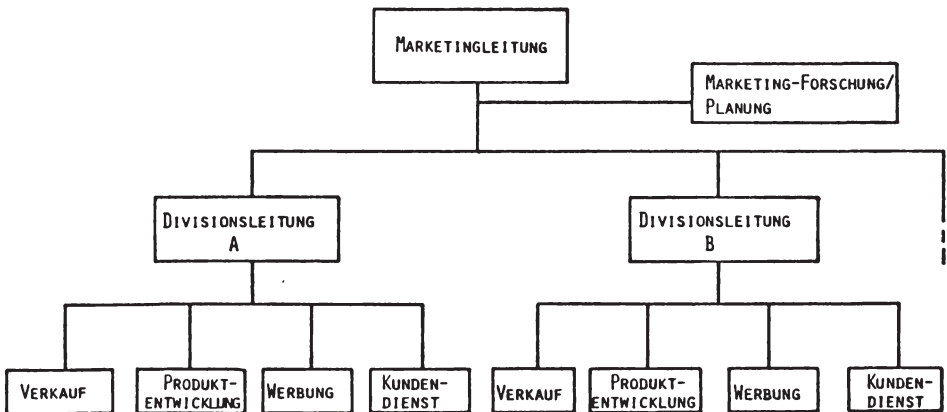 MARKETINGLEITUNG
MARKETING-FORSCHUNG/
PLANUNG
DIVISIONSLEITUNG
A
DIVISIONSLEITUNG
B
VERKAUF
PRODUKT-
ENTWICKLUNG
WERBUNG
KUNDEN-
DIENST
VERKAUF
PRODUKT-
ENTWICKLUNG
WERBUNG
KUNDEN-
DIENST